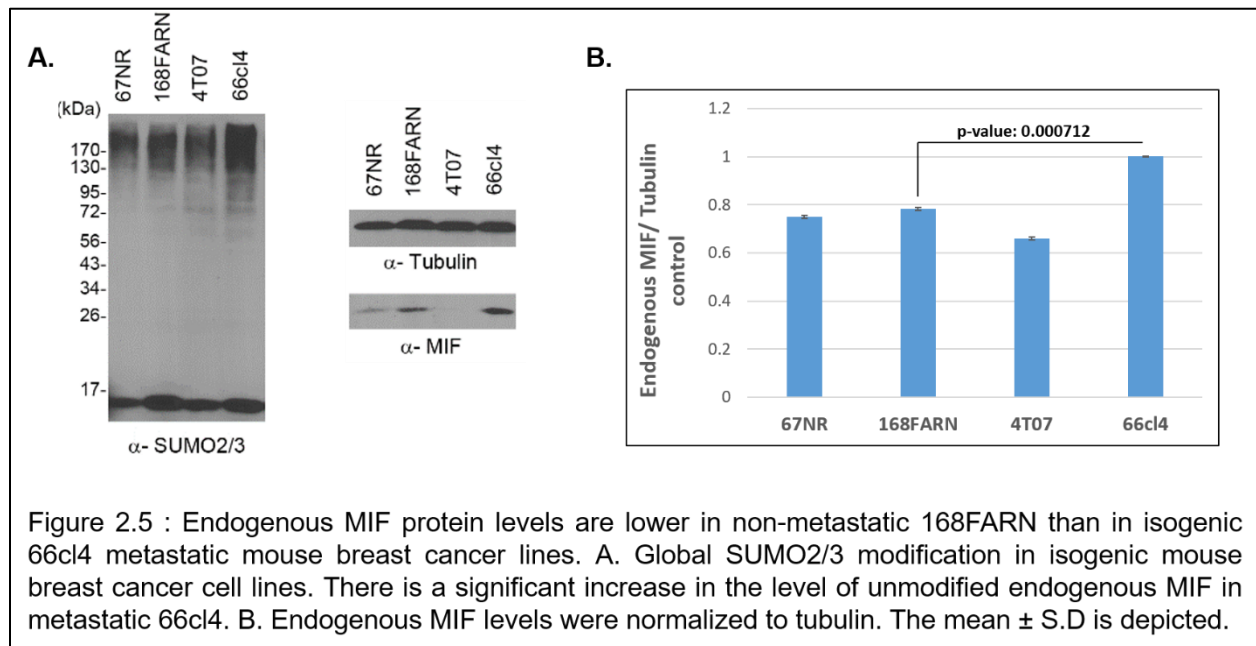 A.
67NR
168FARN
4T07
66cl4
(kDa)
170-
130-
95-
72-
56-
43-
34-
26-
17-
α- SUMO2/3
67NR
168FARN
4T07
66cl4
α- Tubulin
α- MIF
B.
Endogenous MIF/ Tubulin
control
1.2
1
0.8
0.6
0.4
0.2
0
p-value: 0.000712
67NR
168FARN
4T07
66cl4
Figure 2.5 : Endogenous MIF protein levels are lower in non-metastatic 168FARN than in isogenic
66cl4 metastatic mouse breast cancer lines. A. Global SUMO2/3 modification in isogenic mouse
breast cancer cell lines. There is a significant increase in the level of unmodified endogenous MIF in
metastatic 66cl4. B. Endogenous MIF levels were normalized to tubulin. The mean ± S.D is depicted.